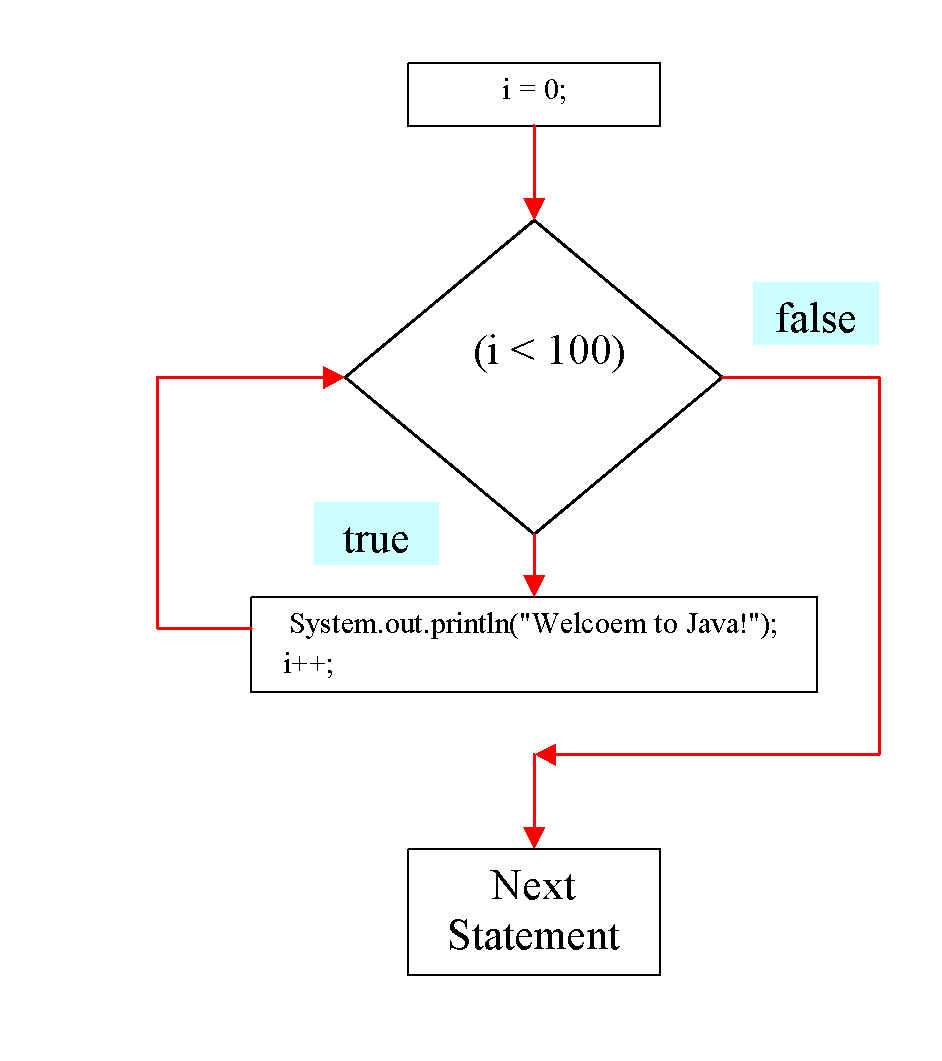 i = 0;
(i < 100)
false
true
System.out.println("Welcoem to Java!");
i++;
Next
Statement